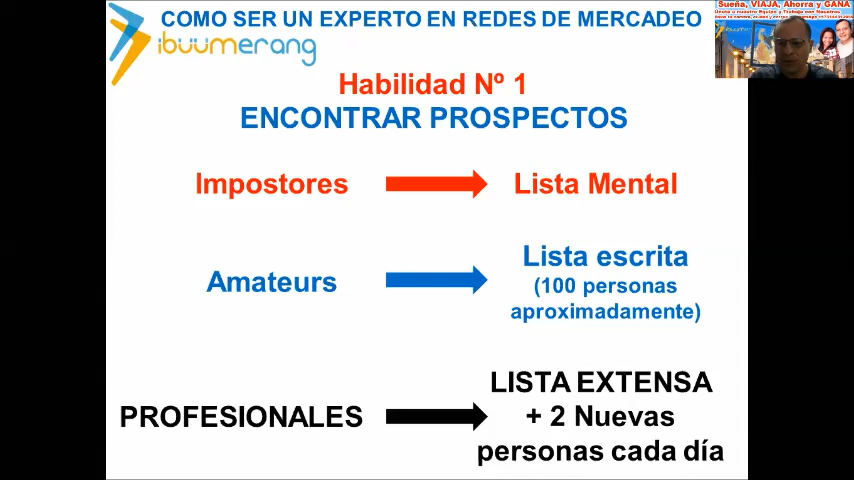 COMO SER UN EXPERTO EN REDES DE MERCADEO
ibuumerang
Habilidad Nº 1
ENCONTRAR PROSPECTOS
Impostores
Lista Mental
Amateurs
Lista escrita
(100 personas
aproximadamente)
PROFESIONALES
LISTA EXTENSA
+ 2 Nuevas
personas cada día
Sueña, VIAJA, Ahorra y GANA